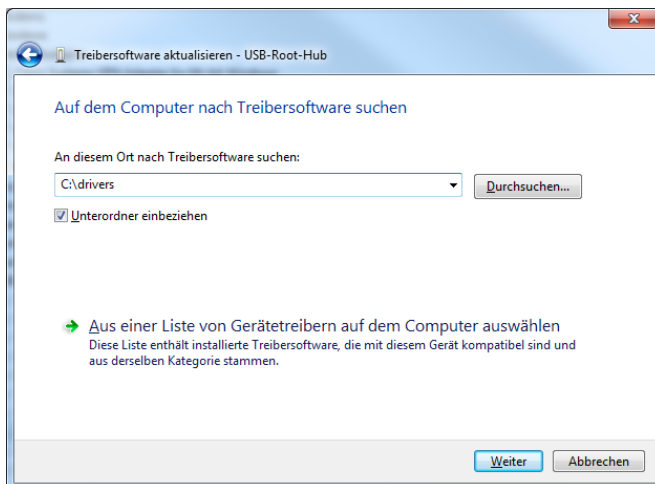 Treibersoftware aktualisieren - USB-Root-Hub
Auf dem Computer nach Treibersoftware suchen
An diesem Ort nach Treibersoftware suchen:
C:\drivers
Durchsuchen...
Unterordner einbeziehen
Aus einer Liste von Gerätetreibern auf dem Computer auswählen
Diese Liste enthält installierte Treibersoftware, die mit diesem Gerät kompatibel sind und
aus derselben Kategorie stammen.
Weiter
Abbrechen